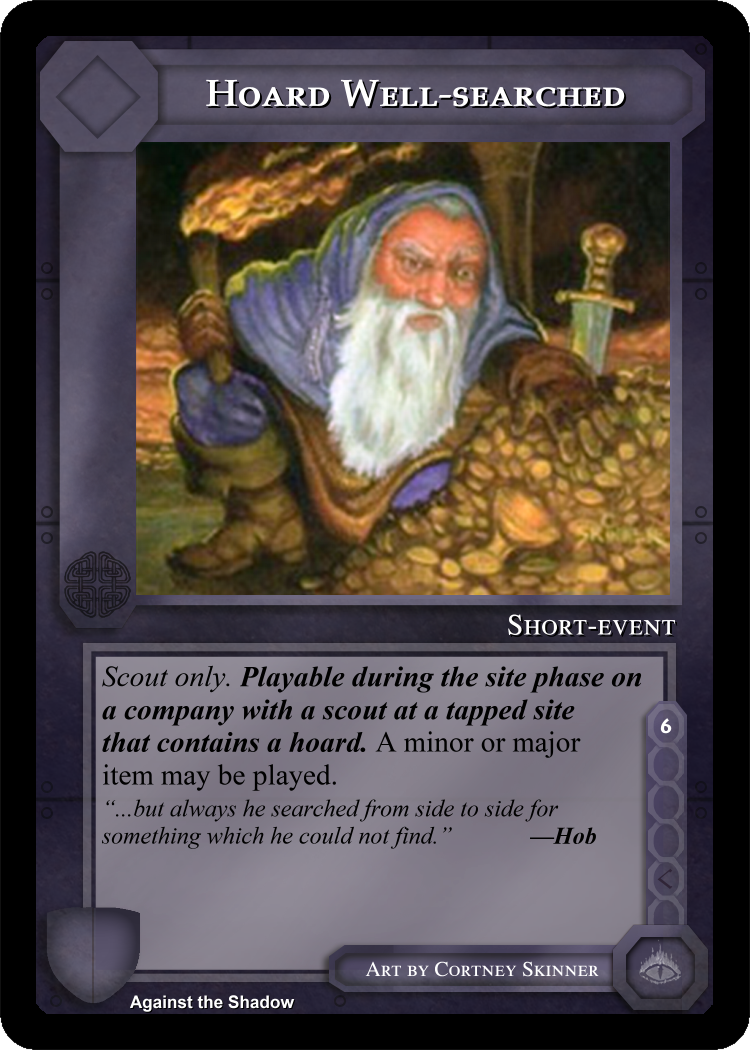 Hoard Well-searched
SKINNER
Short-event
Scout only. Playable during the site phase on
a company with a scout at a tapped site
that contains a hoard. A minor or major
item may be played.
“...but always he searched from side to side for
something which he could not find.” —Hob
6
<
Art by Cortney Skinner
Against the Shadow